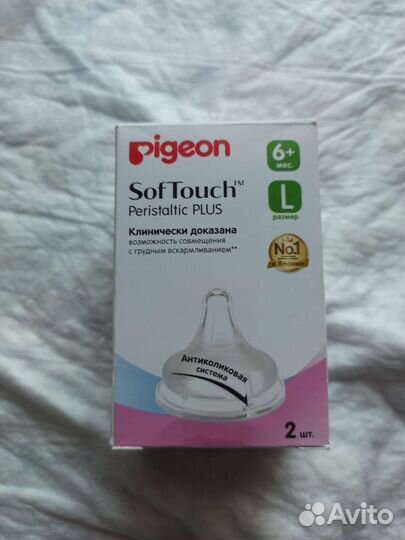 pigeon
6+
мес.
SofTouch™
Peristaltic PLUS
L
размер
Клинически доказана
возможность совмещения
с грудным вскармливанием**
No.1
в Японии
Антиколиковая
система
2 шт.
Avito